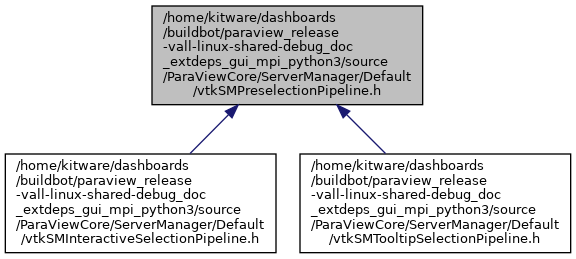 /home/kitware/dashboards
/buildbot/paraview_release
-vall-linux-shared-debug_doc
_extdeps_gui_mpi_python3/source
/ParaViewCore/ServerManager/Default
/vtkSMPreselectionPipeline.h
/home/kitware/dashboards
/buildbot/paraview_release
-vall-linux-shared-debug_doc
_extdeps_gui_mpi_python3/source
/ParaViewCore/ServerManager/Default
/vtkSMInteractiveSelectionPipeline.h
/home/kitware/dashboards
/buildbot/paraview_release
-vall-linux-shared-debug_doc
_extdeps_gui_mpi_python3/source
/ParaViewCore/ServerManager/Default
/vtkSMTooltipSelectionPipeline.h